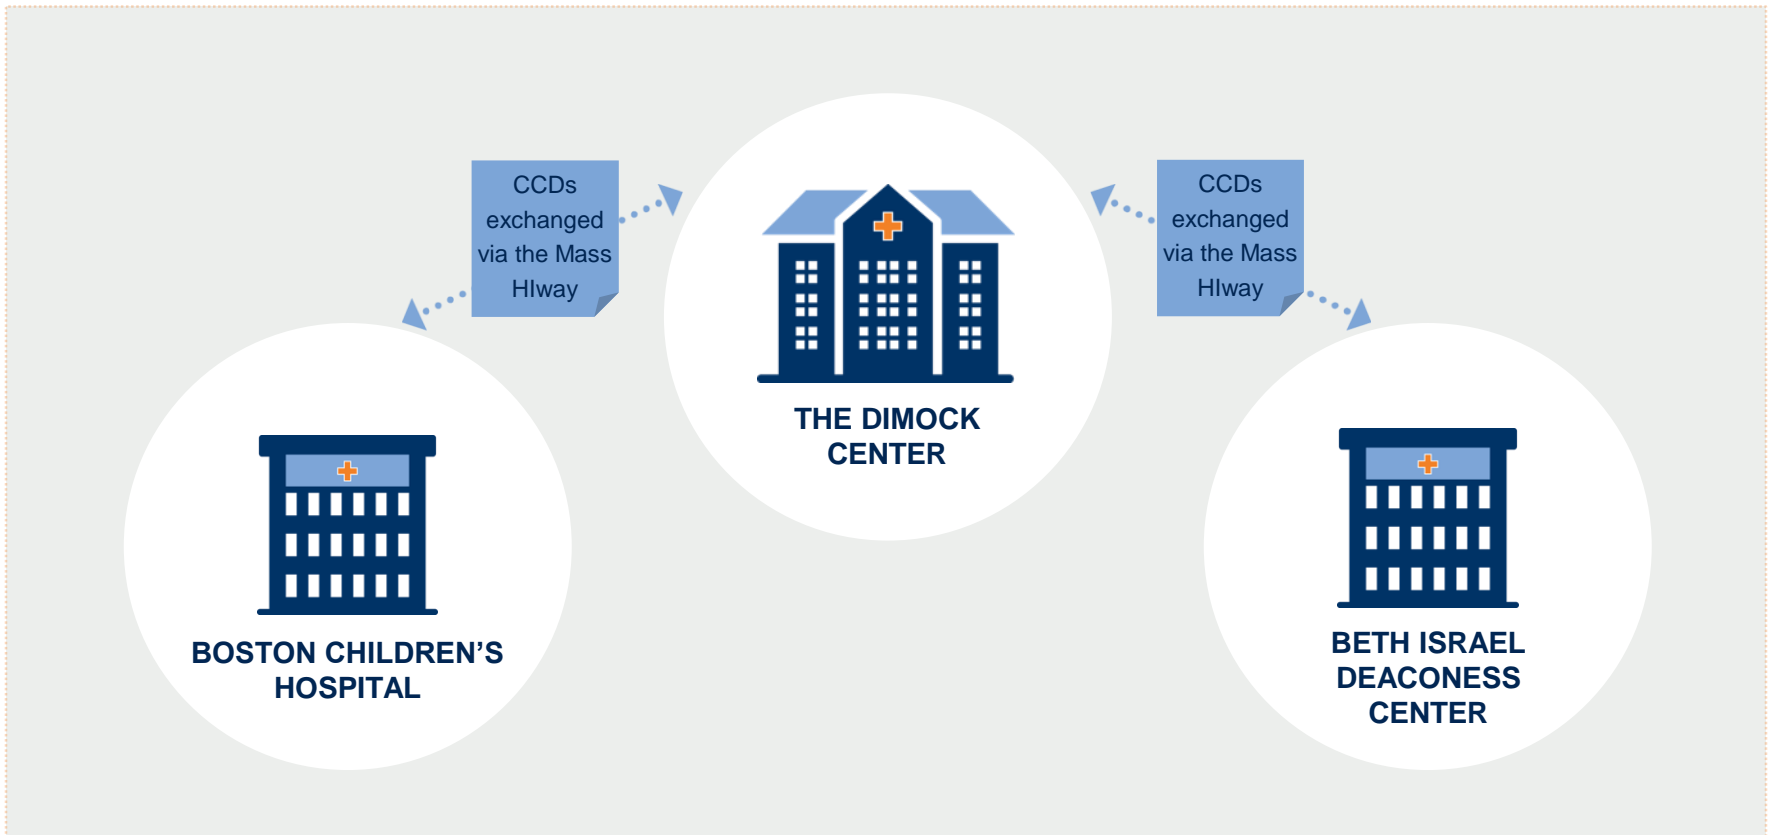 CCDs
exchanged
via the Mass
HIway
CCDs
exchanged
via the Mass
HIway
THE DIMOCK
CENTER
BOSTON CHILDREN’S
HOSPITAL
BETH ISRAEL
DEACONESS
CENTER